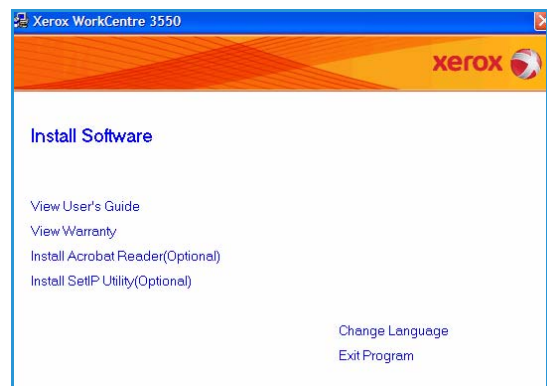 Xerox WorkCentre 3550
xerox
Install Software
View User's Guide
View Warranty
Install Acrobat Reader(Optional)
Install SetIP Utility(Optional)
Change Language
Exit Program